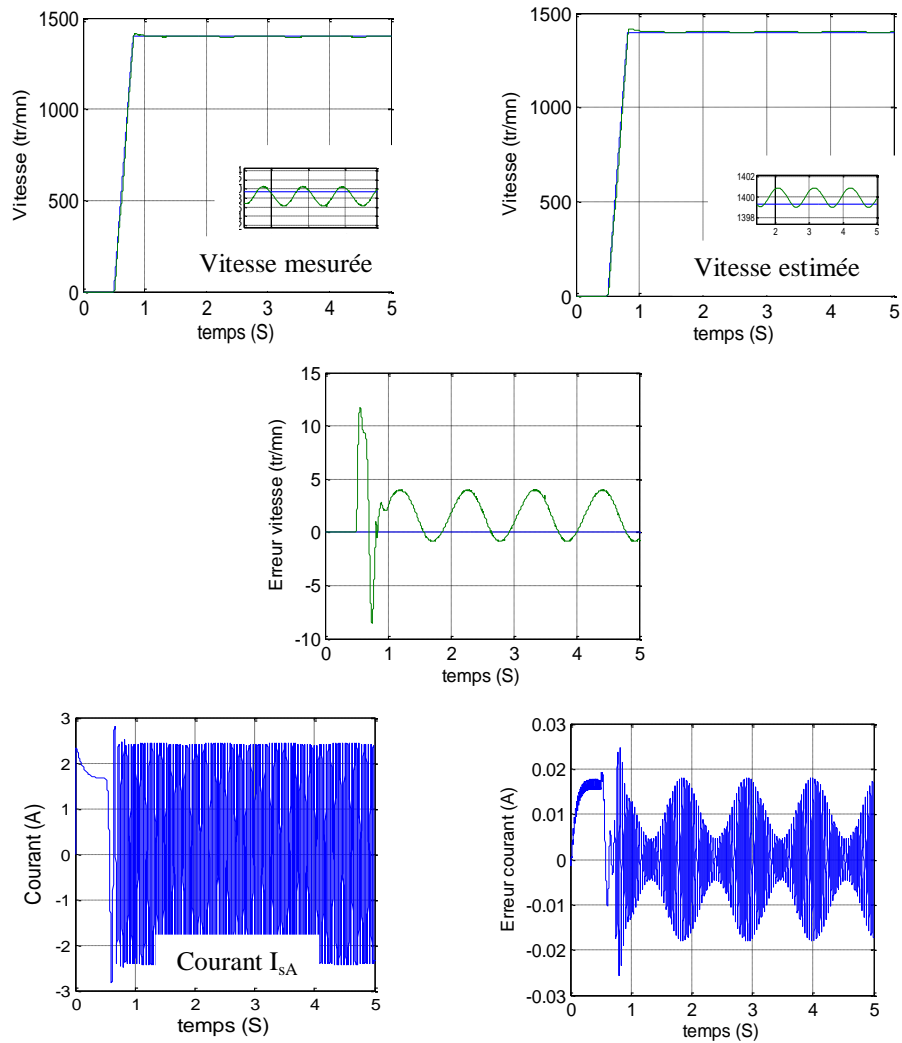 1500
1000
500
0
0 1 2 3 4 5
Vitesse (tr/mn)
temps (S)
Vitesse mesurée
1500
1000
500
0
0 1 2 3 4 5
Vitesse (tr/mn)
temps (S)
1402
1400
1398
2 3 4 5
Vitesse estimée
15
10
5
0
-5
-10
0 1 2 3 4 5
Erreur vitesse (tr/mn)
temps (S)
3
2
1
0
-1
-2
-3
0 1 2 3 4 5
Courant (A)
temps (S)
Courant IsA
0.03
0.02
0.01
0
-0.01
-0.02
-0.03
0 1 2 3 4 5
Erreur courant (A)
temps (S)